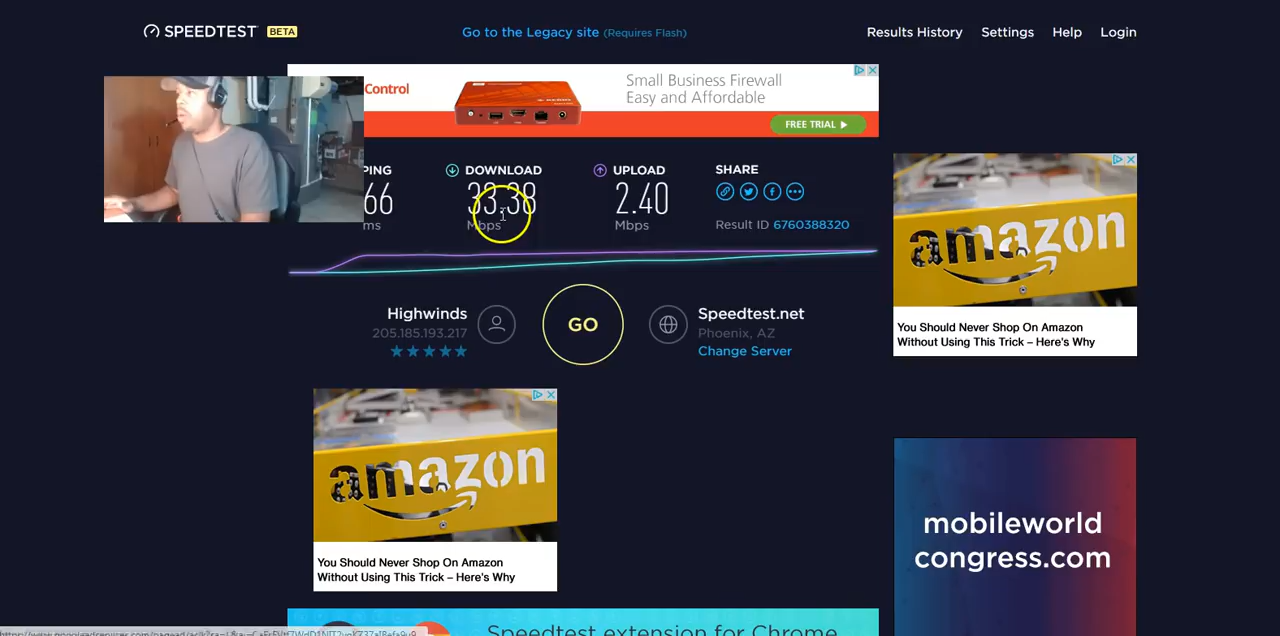 SPEEDTEST BETA
Go to the Legacy site (Requires Flash)
Results History Settings Help Login
Control
Small Business Firewall
Easy and Affordable
FREE TRIAL
PING DOWNLOAD UPLOAD SHARE
66 33.38 2.40
ms Mbps Mbps Result ID 6760388320
Highwinds
205.185.193.217
GO
Speedtest.net
Phoenix, AZ
Change Server
amazon
You Should Never Shop On Amazon
Without Using This Trick – Here's Why
amazon
You Should Never Shop On Amazon
Without Using This Trick – Here's Why
mobileworld
congress.com
Speedtest extension for Chrome